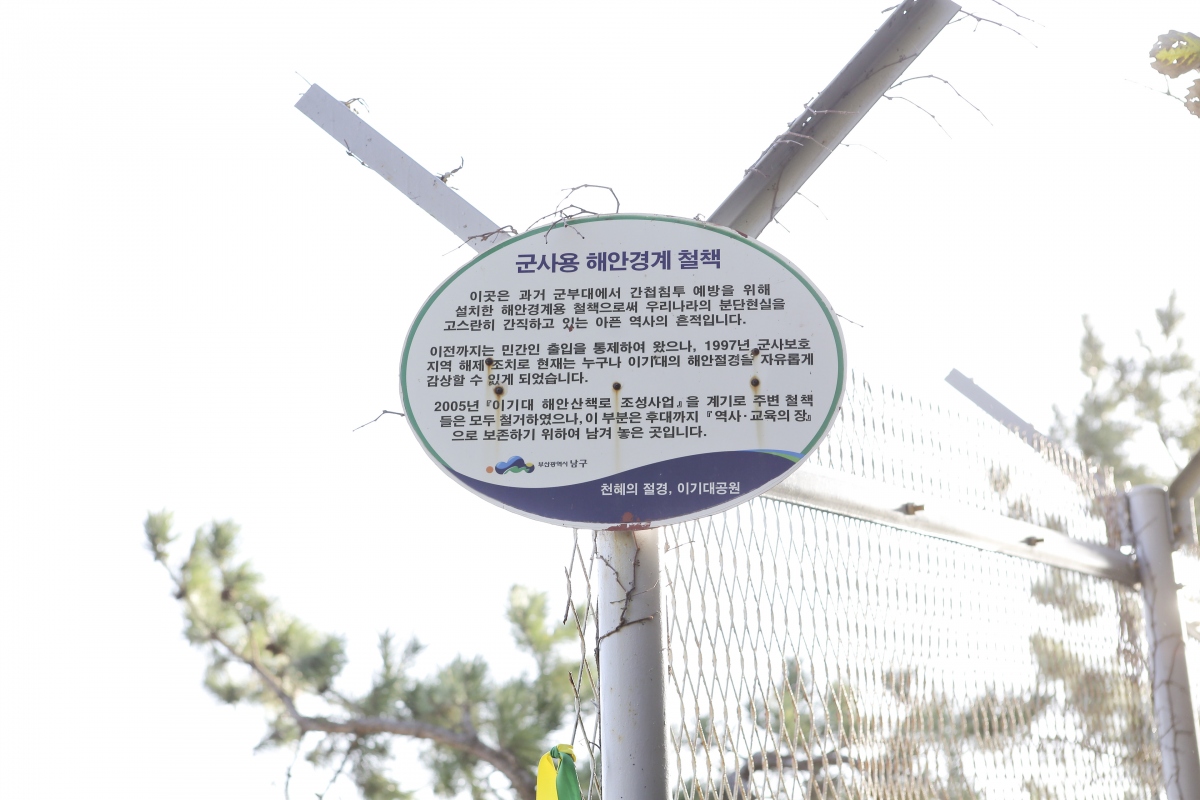 군사용 해안경계 철책
이곳은 과거 군부대에서 간첩침투 예방을 위해
설치한 해안경계용 철책으로써 우리나라의 분단현실을
고스란히 간직하고 있는 아픈 역사의 흔적입니다.
이전까지는 민간인 출입을 통제하여 왔으나, 1997년 군사보호
지역 해제 조치로 현재는 누구나 이기대의 해안절경을 자유롭게
감상할 수 있게 되었습니다.
2005년 『이기대 해안산책로 조성사업』을 계기로 주변 철책
들은 모두 철거하였으나, 이 부분은 후대까지 『역사·교육의 장』
으로 보존하기 위하여 남겨 놓은 곳입니다.
부산광역시 남구
천혜의 절경, 이기대공원